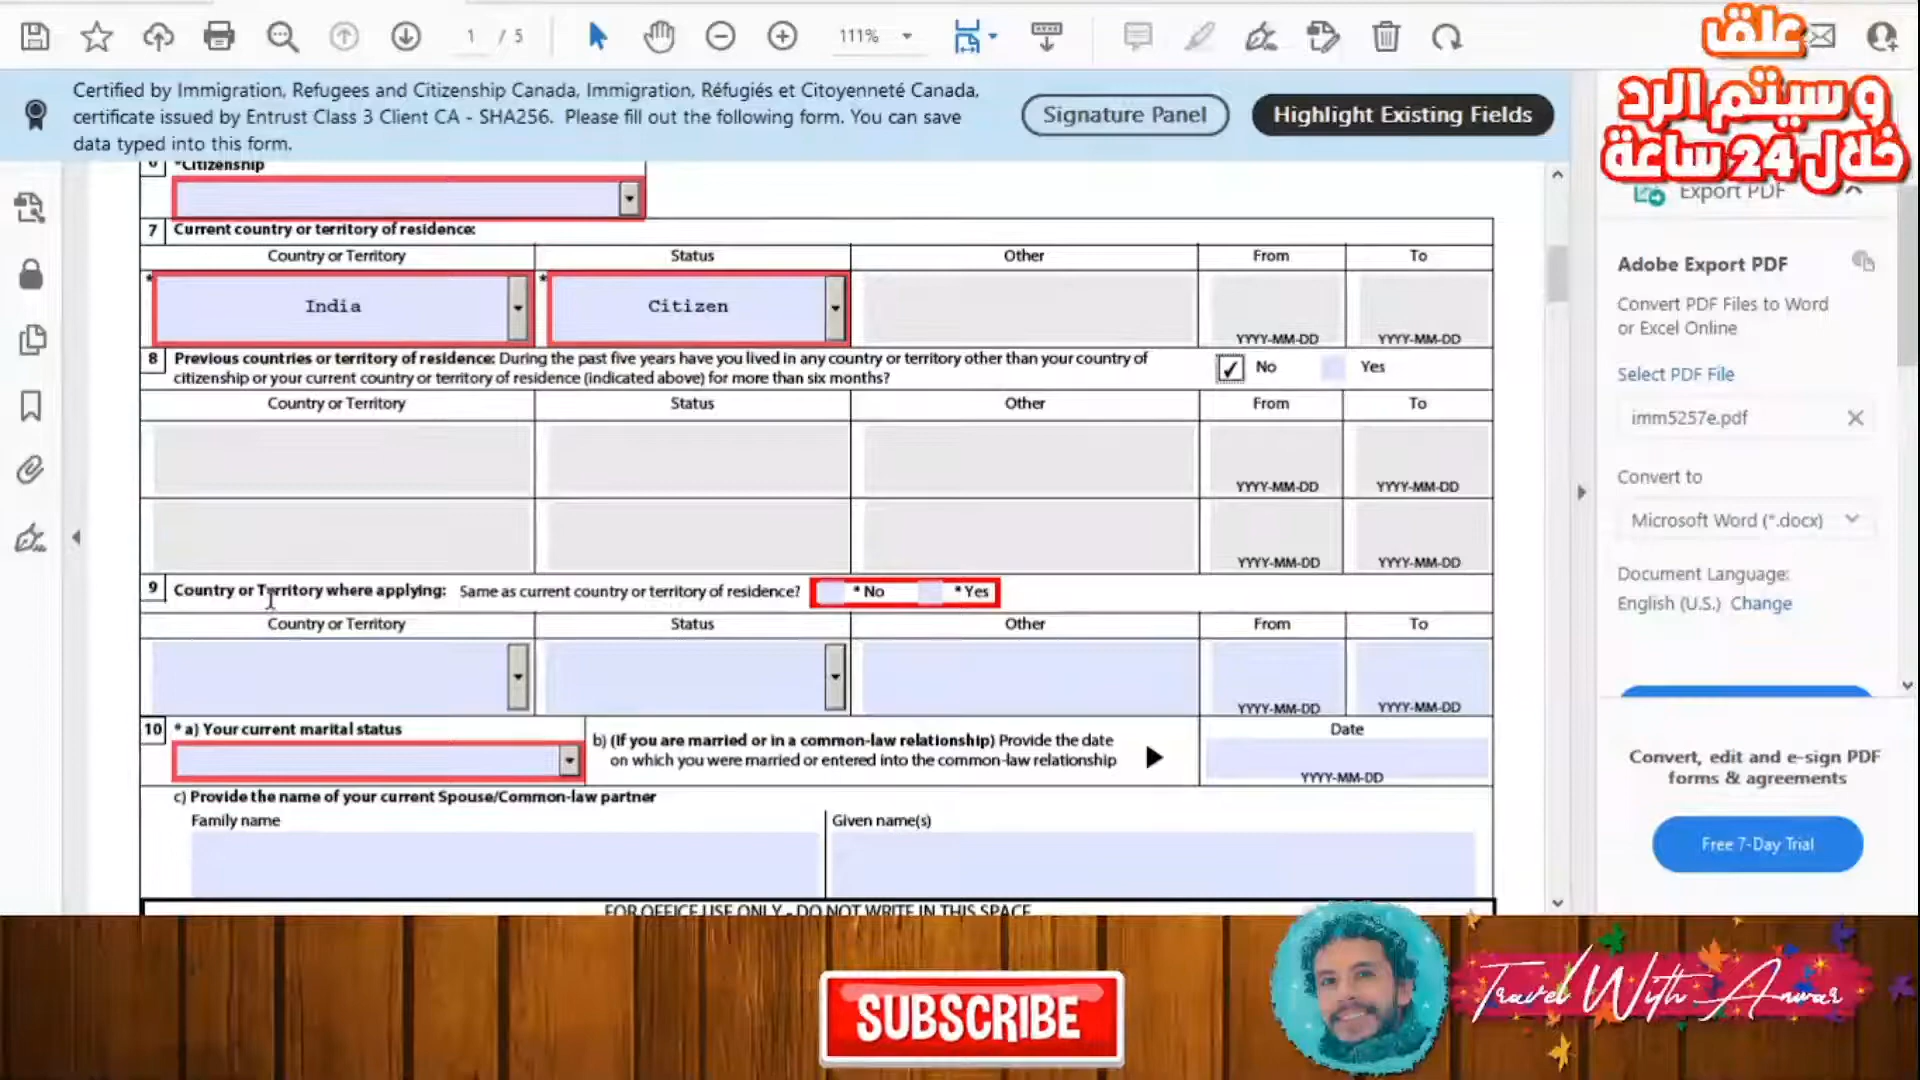 1 / 5
111%
علق
و سيتم الرد
خلال 24 ساعة
Certified by Immigration, Refugees and Citizenship Canada, Immigration, Réfugiés et Citoyenneté Canada,
certificate issued by Entrust Class 3 Client CA - SHA256. Please fill out the following form. You can save
data typed into this form.
Signature Panel
Highlight Existing Fields
6 *Citizenship
7 Current country or territory of residence:
Country or Territory Status Other From To
* India * Citizen YYYY-MM-DD YYYY-MM-DD
8 Previous countries or territory of residence: During the past five years have you lived in any country or territory other than your country of
citizenship or your current country or territory of residence (indicated above) for more than six months?
No Yes
Country or Territory Status Other From To
YYYY-MM-DD YYYY-MM-DD
YYYY-MM-DD YYYY-MM-DD
9 Country or Territory where applying: Same as current country or territory of residence? * No * Yes
Country or Territory Status Other From To
YYYY-MM-DD YYYY-MM-DD
10 * a) Your current marital status
b) (If you are married or in a common-law relationship) Provide the date
on which you were married or entered into the common-law relationship
Date
YYYY-MM-DD
c) Provide the name of your current Spouse/Common-law partner
Family name Given name(s)
FOR OFFICE USE ONLY - DO NOT WRITE IN THIS SPACE
Export PDF
Adobe Export PDF
Convert PDF Files to Word
or Excel Online
Select PDF File
imm5257e.pdf
Convert to
Microsoft Word (*.docx)
Document Language:
English (U.S.) Change
Convert, edit and e-sign PDF
forms & agreements
Free 7-Day Trial
SUBSCRIBE
Travel With Anwar